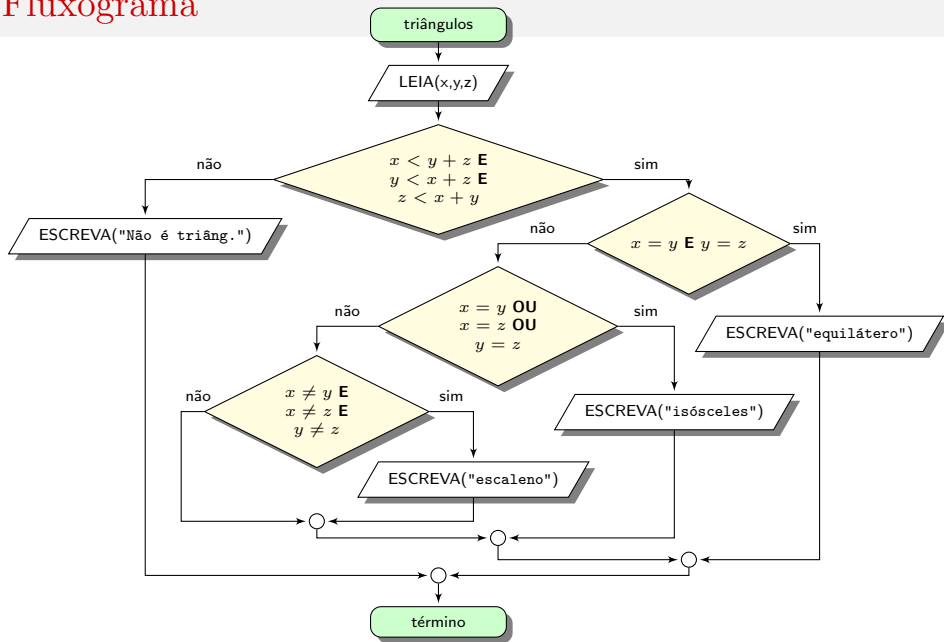 Fluxograma
triângulos
LEIA(x,y,z)
x < y + z E
y < x + z E
z < x + y
não
sim
ESCREVA("Não é triâng.")
x = y E y = z
não
sim
x = y OU
x = z OU
y = z
não
sim
ESCREVA("equilátero")
x ≠ y E
x ≠ z E
y ≠ z
não
sim
ESCREVA("isósceles")
ESCREVA("escaleno")
término